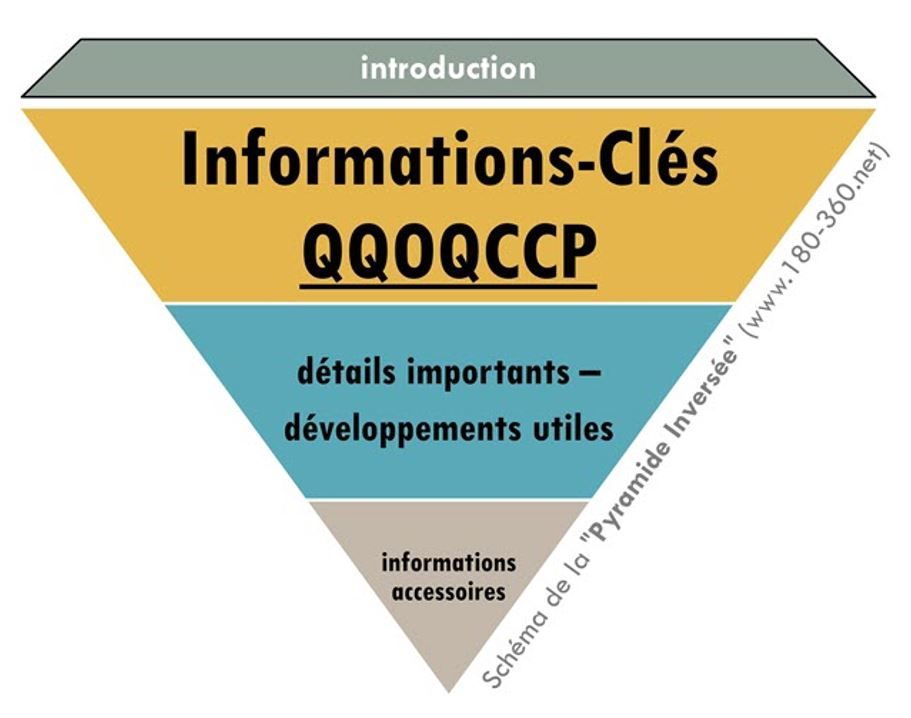 introduction
Informations-Clés
QQOQCCP
détails importants –
développements utiles
informations
accessoires
Schéma de la "Pyramide Inversée" (www.180-360.net)